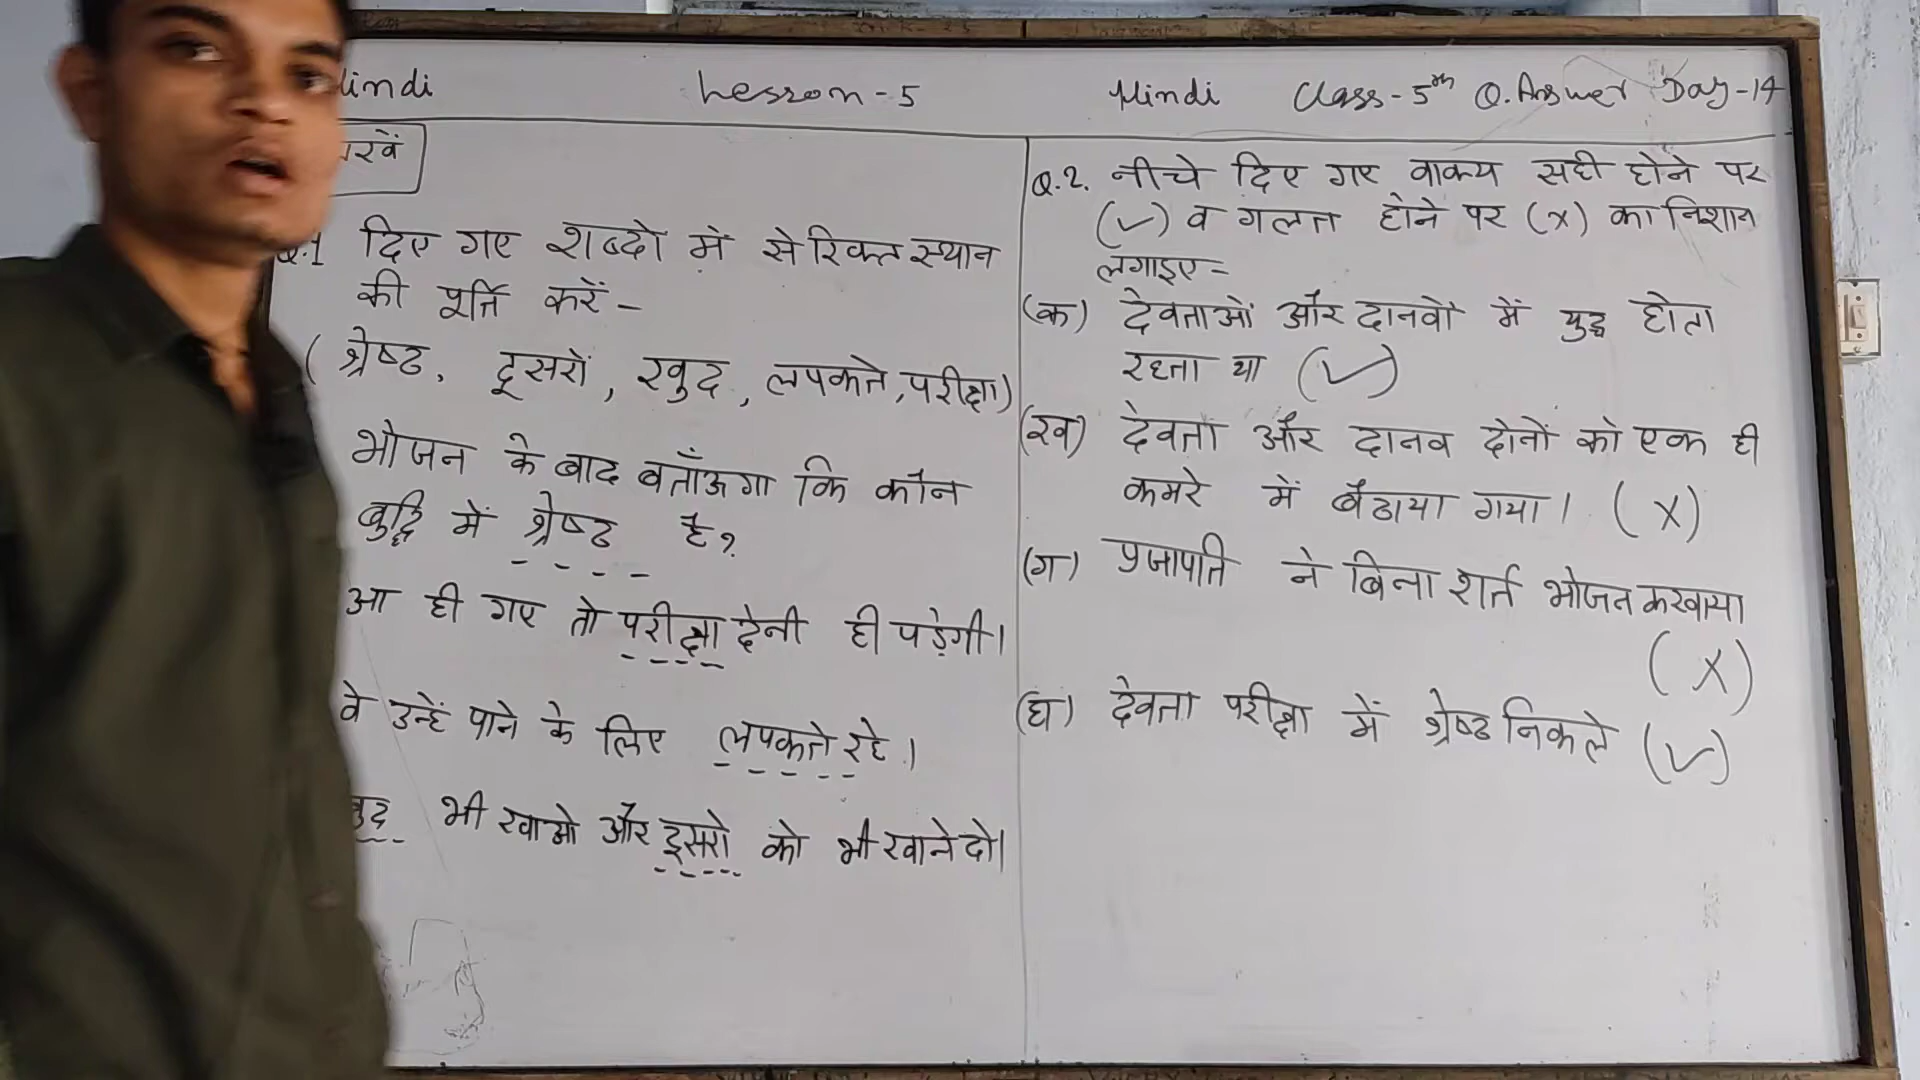 Hindi Lesson-5 Hindi Class-5th Q. Answer Day-14
Q.1 दिए गए शब्दों में से रिक्त स्थान
की पूर्ति करें -
( श्रेष्ठ, दूसरों, खुद, लपकते, परीक्षा)
भोजन के बाद बताँऊगा कि कौन
बुद्धि में श्रेष्ठ है?
आ ही गए तो परीक्षा देनी ही पड़ेगी।
वे उन्हें पाने के लिए लपकते रहे।
भी खाओ और दूसरो को भी खाने दो।
Q.2. नीचे दिए गए वाक्य सही होने पर
(✓) व गलत होने पर (x) का निशान
लगाइए-
(क) देवताओं और दानवों में युद्ध होता
रहता था (✓)
(ख) देवता और दानव दोनों को एक ही
कमरे में बैठाया गया। (X)
(ग) प्रजापति ने बिना शर्त भोजन करवाया
(X)
(घ) देवता परीक्षा में श्रेष्ठ निकले (✓)